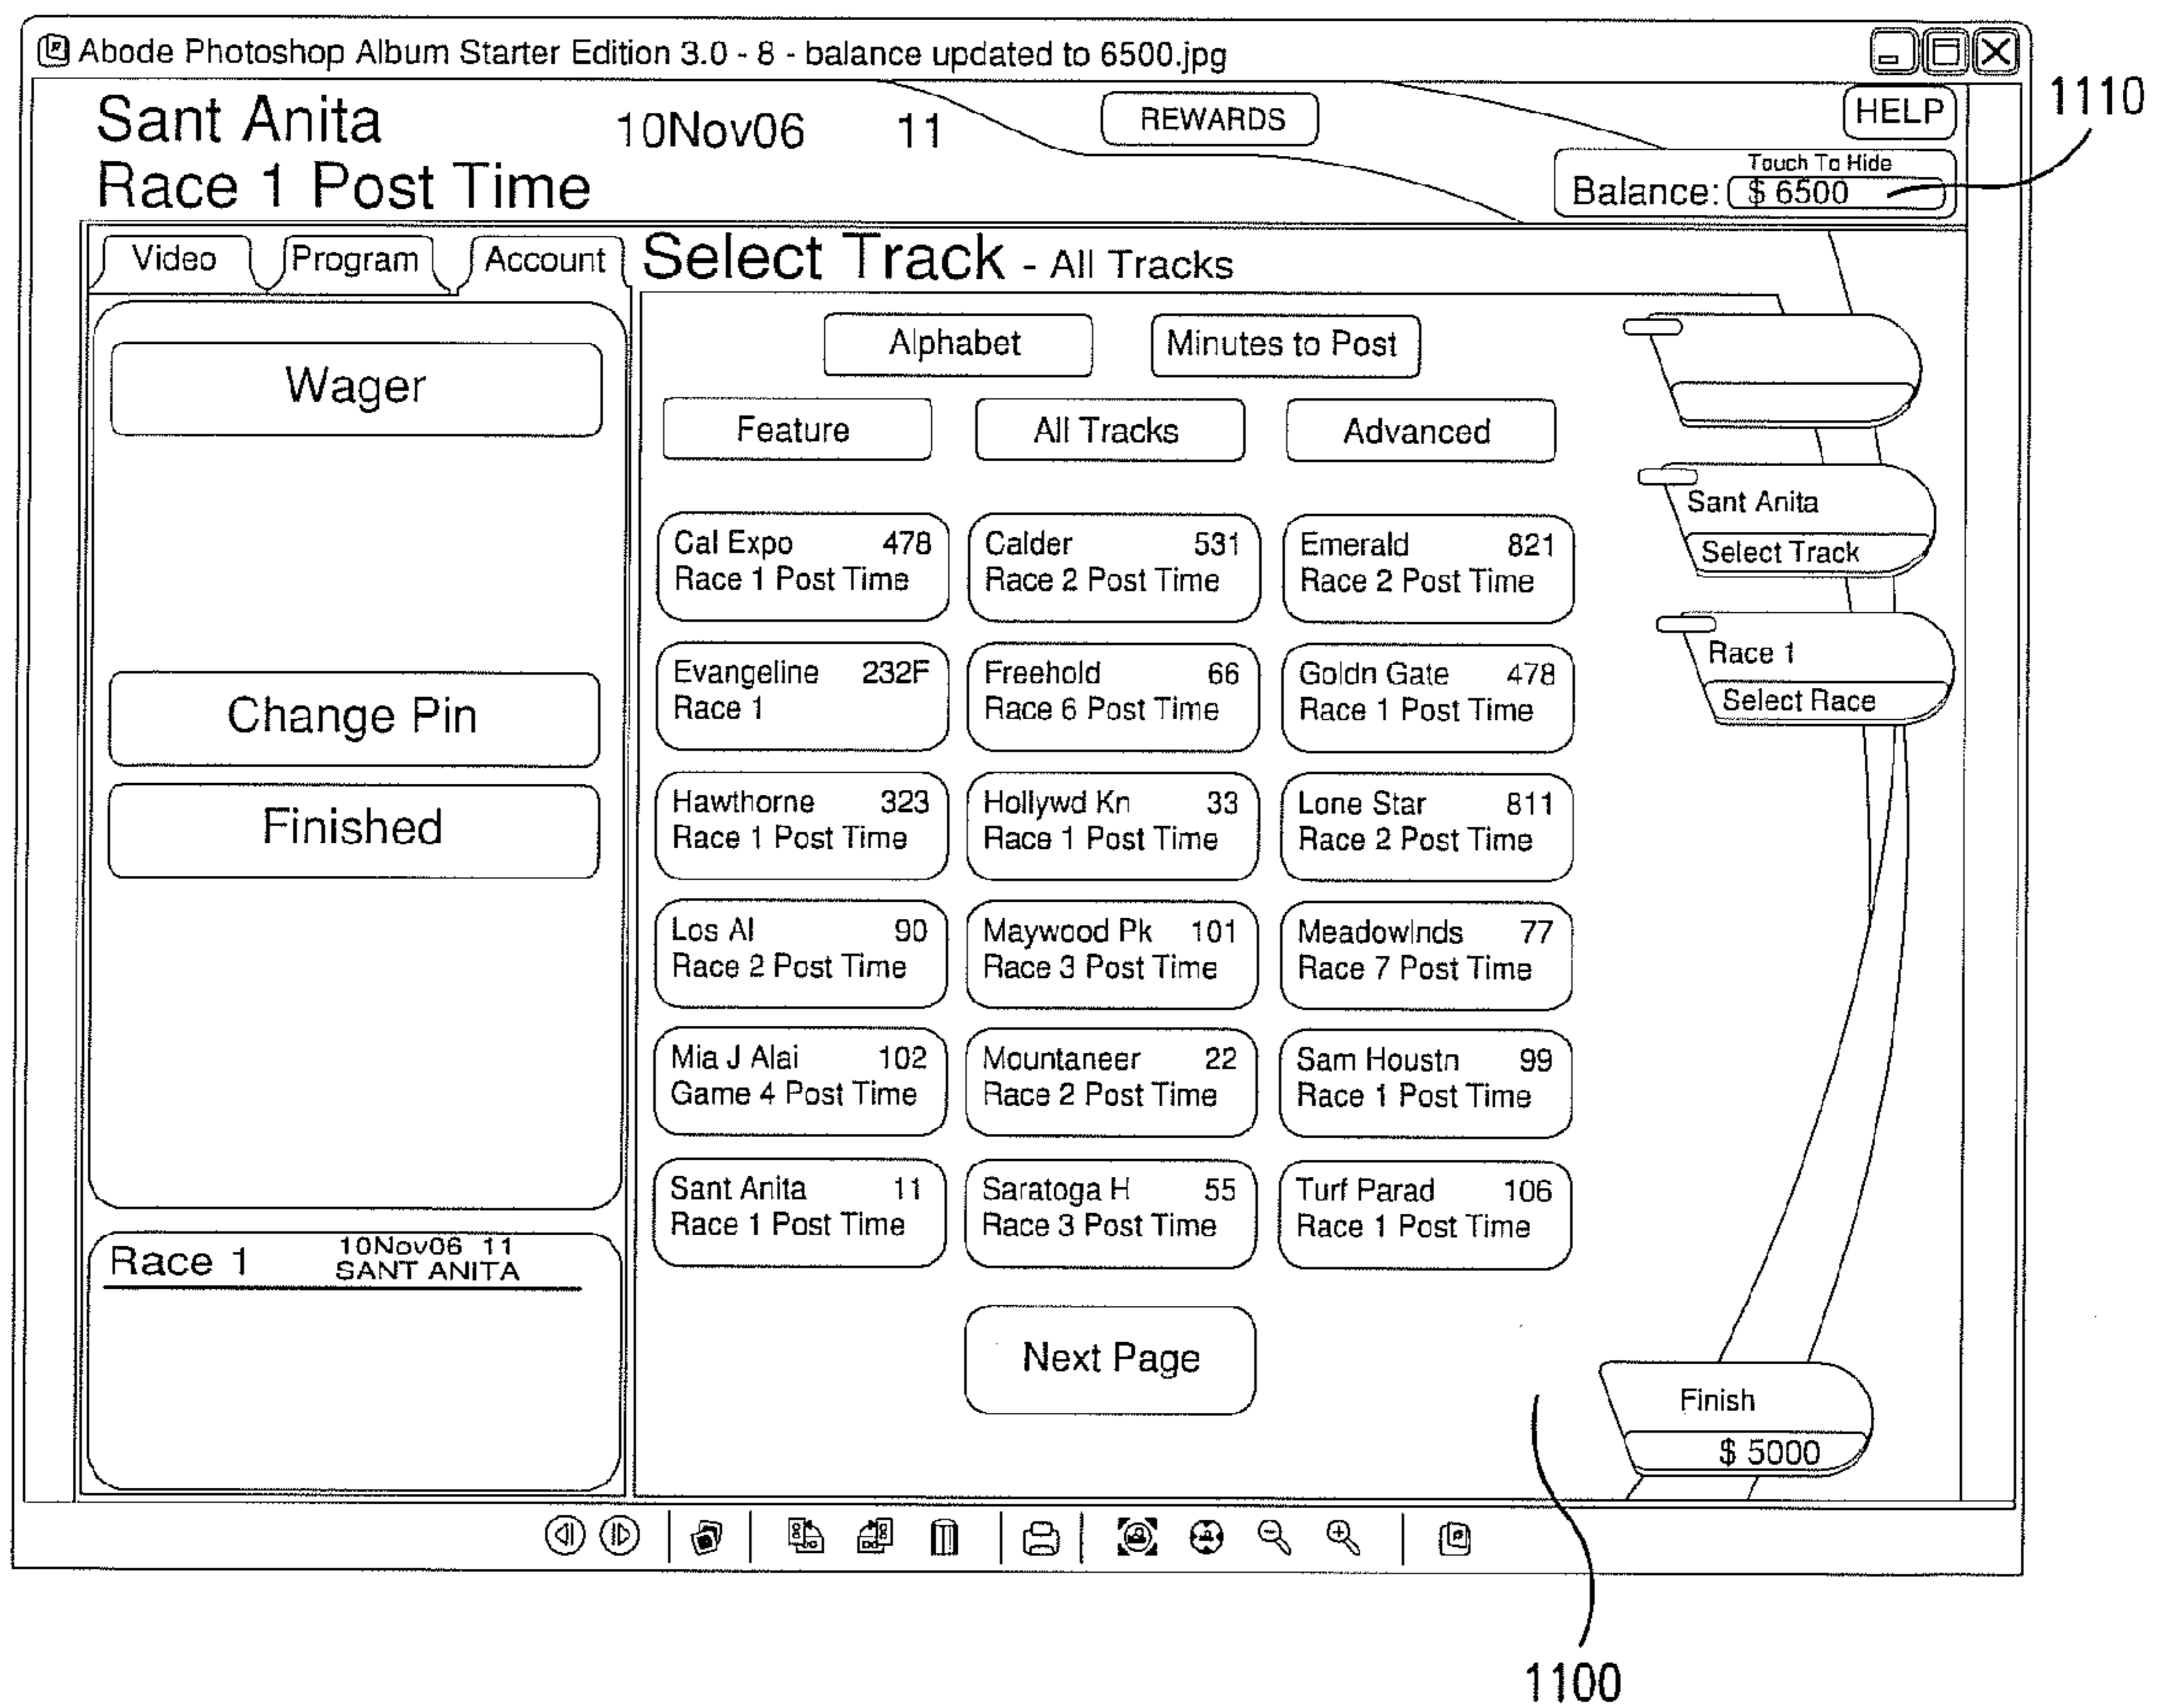 Abode Photoshop Album Starter Edition 3.0 - 8 - balance updated to 6500.jpg
Sant Anita
10Nov06 11
REWARDS
HELP
1110
Race 1 Post Time
Touch To Hide
Balance: $ 6500
Video Program Account
Select Track - All Tracks
Wager
Change Pin
Finished
Race 1
10Nov06 11
SANT ANITA
Alphabet Minutes to Post
Feature All Tracks Advanced
Cal Expo 478
Race 1 Post Time
Calder 531
Race 2 Post Time
Emerald 821
Race 2 Post Time
Evangeline 232F
Race 1
Freehold 66
Race 6 Post Time
Goldn Gate 478
Race 1 Post Time
Hawthorne 323
Race 1 Post Time
Hollywd Kn 33
Race 1 Post Time
Lone Star 811
Race 2 Post Time
Los Al 90
Race 2 Post Time
Maywood Pk 101
Race 3 Post Time
Meadowlnds 77
Race 7 Post Time
Mia J Alai 102
Game 4 Post Time
Mountaneer 22
Race 2 Post Time
Sam Houstn 99
Race 1 Post Time
Sant Anita 11
Race 1 Post Time
Saratoga H 55
Race 3 Post Time
Turf Parad 106
Race 1 Post Time
Next Page
Sant Anita
Select Track
Race 1
Select Race
Finish
$ 5000
1100